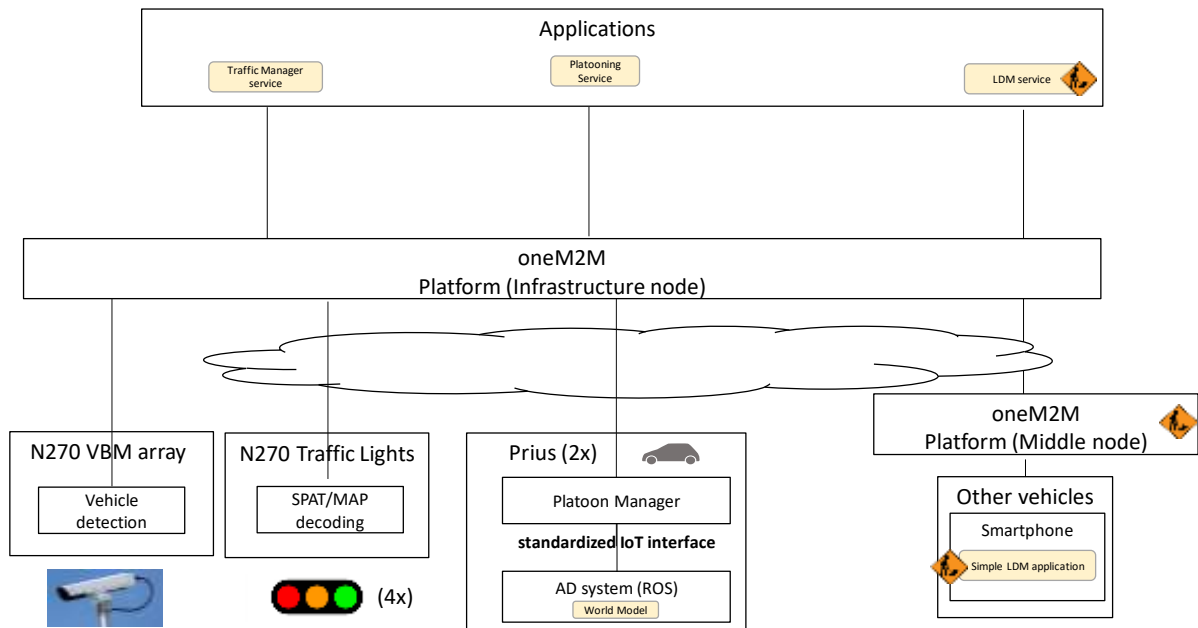 Applications
Traffic Manager
service
Platooning
Service
LDM service
oneM2M
Platform (Infrastructure node)
oneM2M
Platform (Middle node)
N270 VBM array
Vehicle
detection
N270 Traffic Lights
SPAT/MAP
decoding
(4x)
Prius (2x)
Platoon Manager
standardized IoT interface
AD system (ROS)
World Model
Other vehicles
Smartphone
Simple LDM application